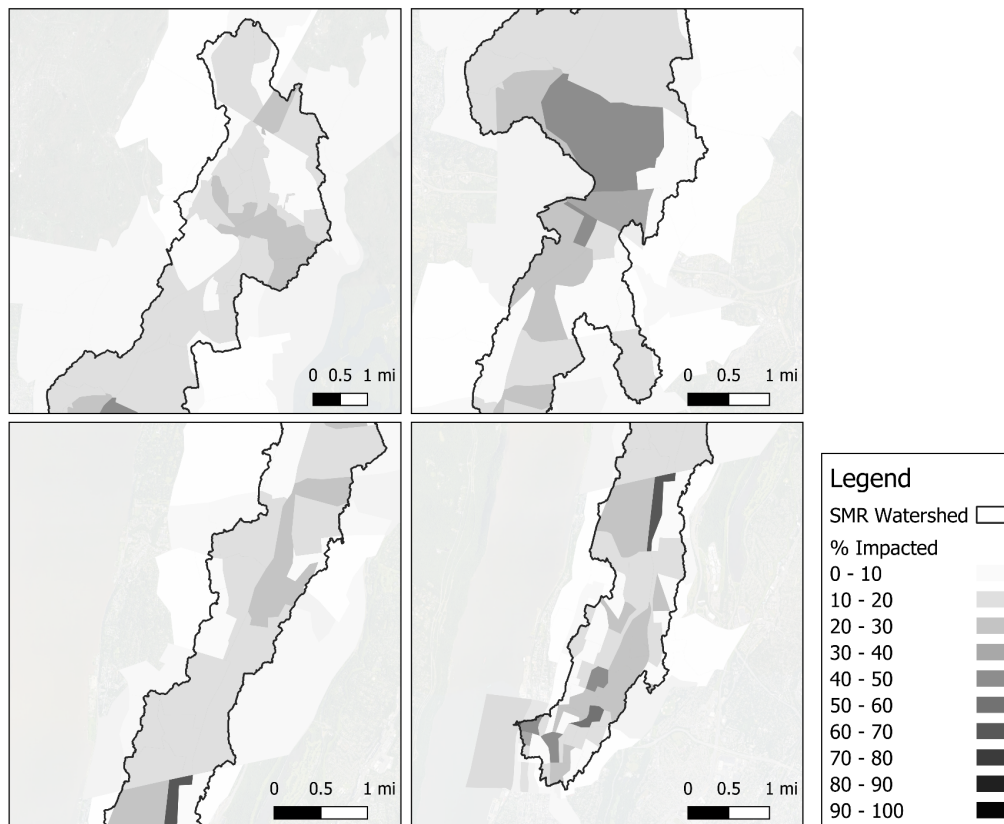 0 0.5 1 mi
0 0.5 1 mi
0 0.5 1 mi
0 0.5 1 mi
Legend
SMR Watershed
% Impacted
0 - 10
10 - 20
20 - 30
30 - 40
40 - 50
50 - 60
60 - 70
70 - 80
80 - 90
90 - 100